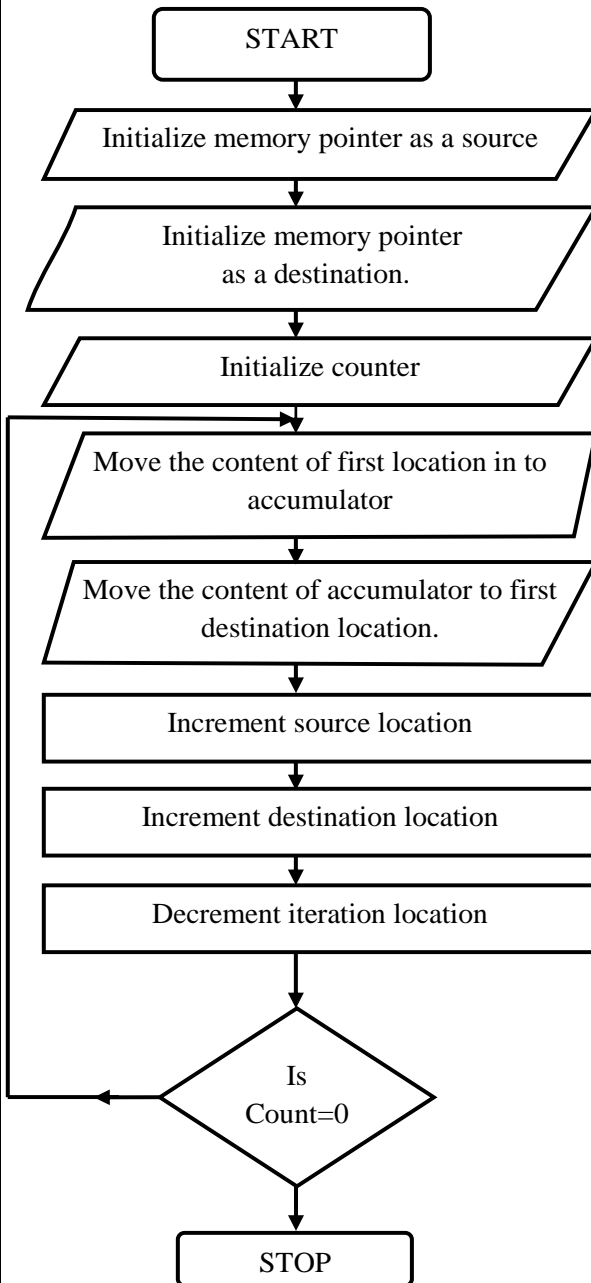 START
Initialize memory pointer as a source
Initialize memory pointer
as a destination.
Initialize counter
Move the content of first location in to
accumulator
Move the content of accumulator to first
destination location.
Increment source location
Increment destination location
Decrement iteration location
Is
Count=0
STOP